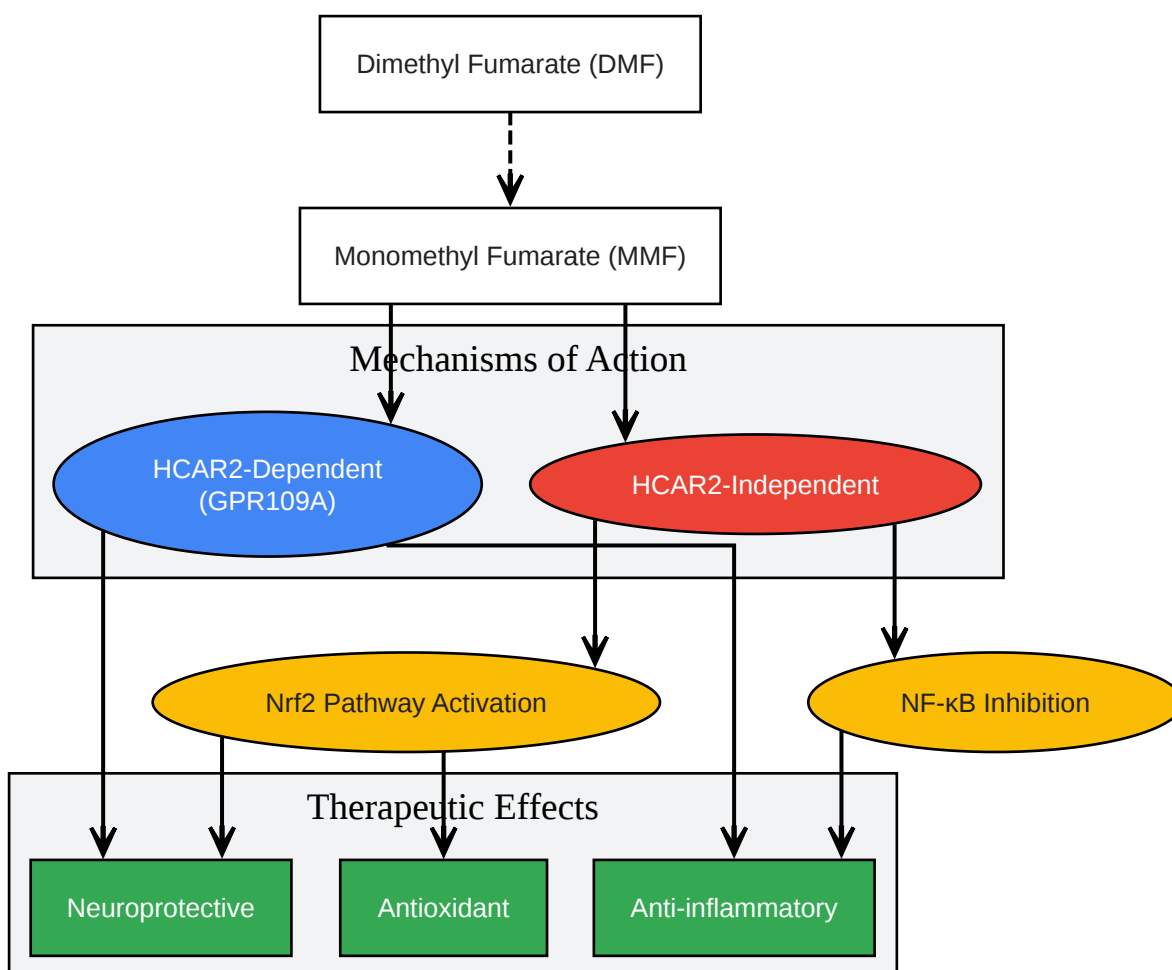 Dimethyl Fumarate (DMF)
Monomethyl Fumarate (MMF)
Mechanisms of Action
HCAR2-Dependent
(GPR109A)
HCAR2-Independent
Nrf2 Pathway Activation
NF-κB Inhibition
Therapeutic Effects
Neuroprotective
Antioxidant
Anti-inflammatory